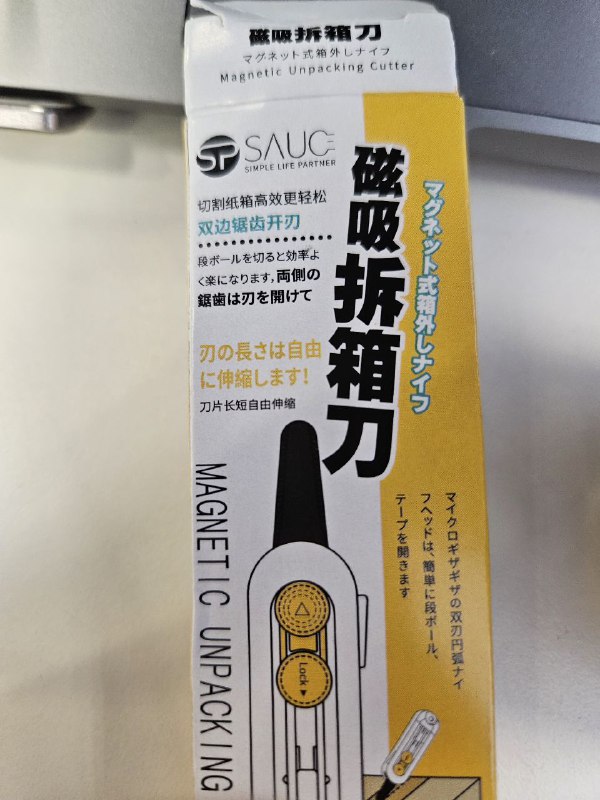 磁吸拆箱刀
マグネット式箱外しナイフ
Magnetic Unpacking Cutter
SP
SAUCE
SIMPLE LIFE PARTNER
切割纸箱高效更轻松
双边锯齿开刃
段ボールを切ると効率よ
く楽になります,両側の
鋸歯は刃を開けて
刃の長さは自由
に伸縮します!
刀片长短自由伸缩
磁吸拆箱刀
マグネット式箱外しナイフ
マイクロギザギザの双刃円弧ナイ
フヘッドは、簡単に段ボール、
テープを開きます
MAGNETIC UNPACKING
Lock